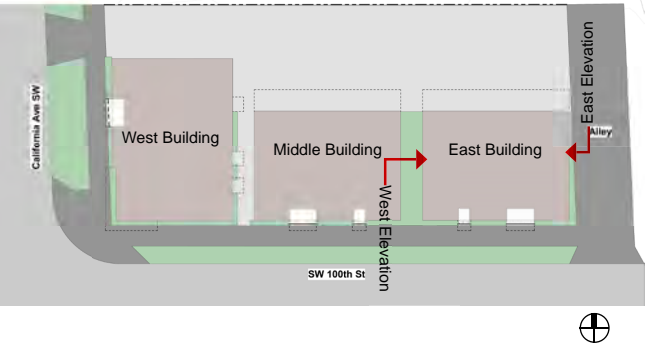 California Ave SW
West Building
Middle Building
East Building
West Elevation
East Elevation
Alley
SW 100th St